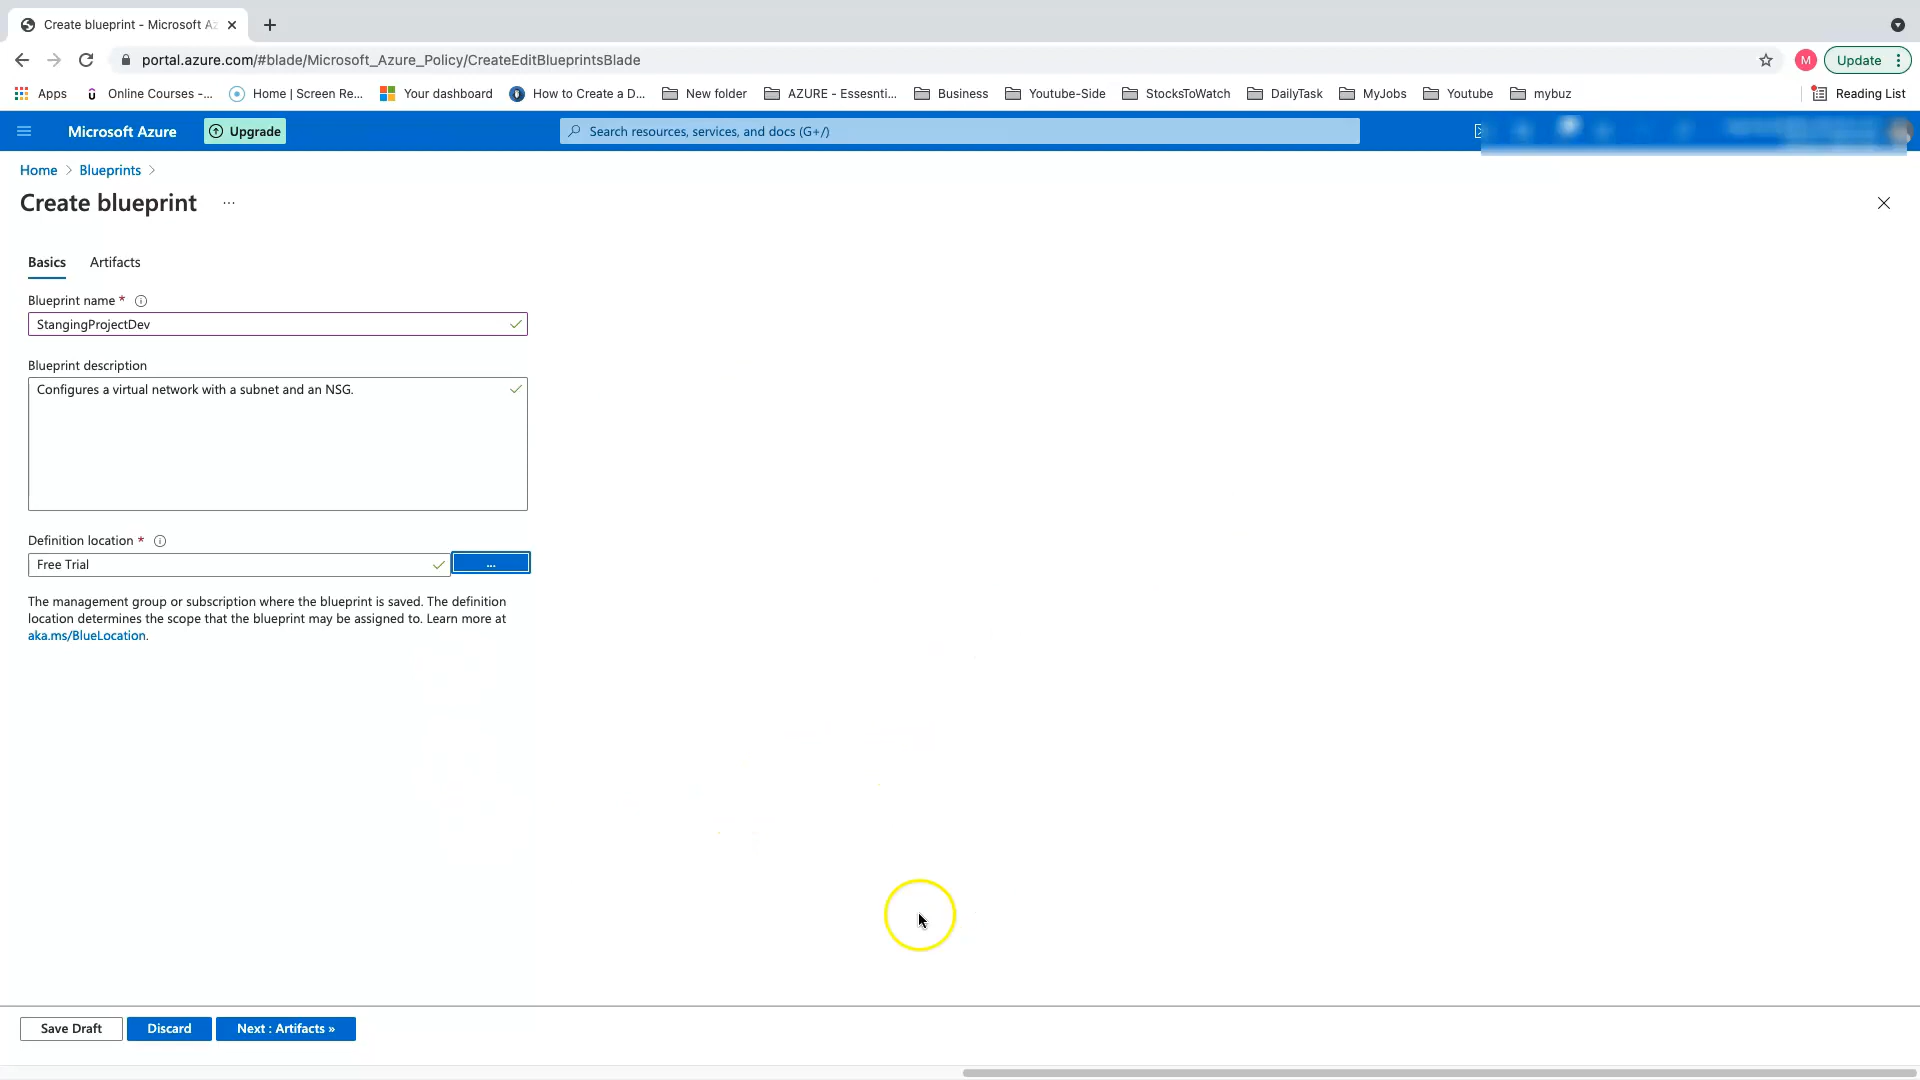 Create blueprint - Microsoft Az
portal.azure.com/#blade/Microsoft_Azure_Policy/CreateEditBlueprintsBlade
M
Update
Apps
Online Courses -...
Home | Screen Re...
Your dashboard
How to Create a D...
New folder
AZURE - Essesnti...
Business
Youtube-Side
StocksToWatch
DailyTask
MyJobs
Youtube
mybuz
Reading List
Microsoft Azure
Upgrade
Search resources, services, and docs (G+/)
Home > Blueprints >
Create blueprint ...
Basics
Artifacts
Blueprint name *
StangingProjectDev
Blueprint description
Configures a virtual network with a subnet and an NSG.
Definition location *
Free Trial
...
The management group or subscription where the blueprint is saved. The definition
location determines the scope that the blueprint may be assigned to. Learn more at
aka.ms/BlueLocation.
Save Draft
Discard
Next : Artifacts »